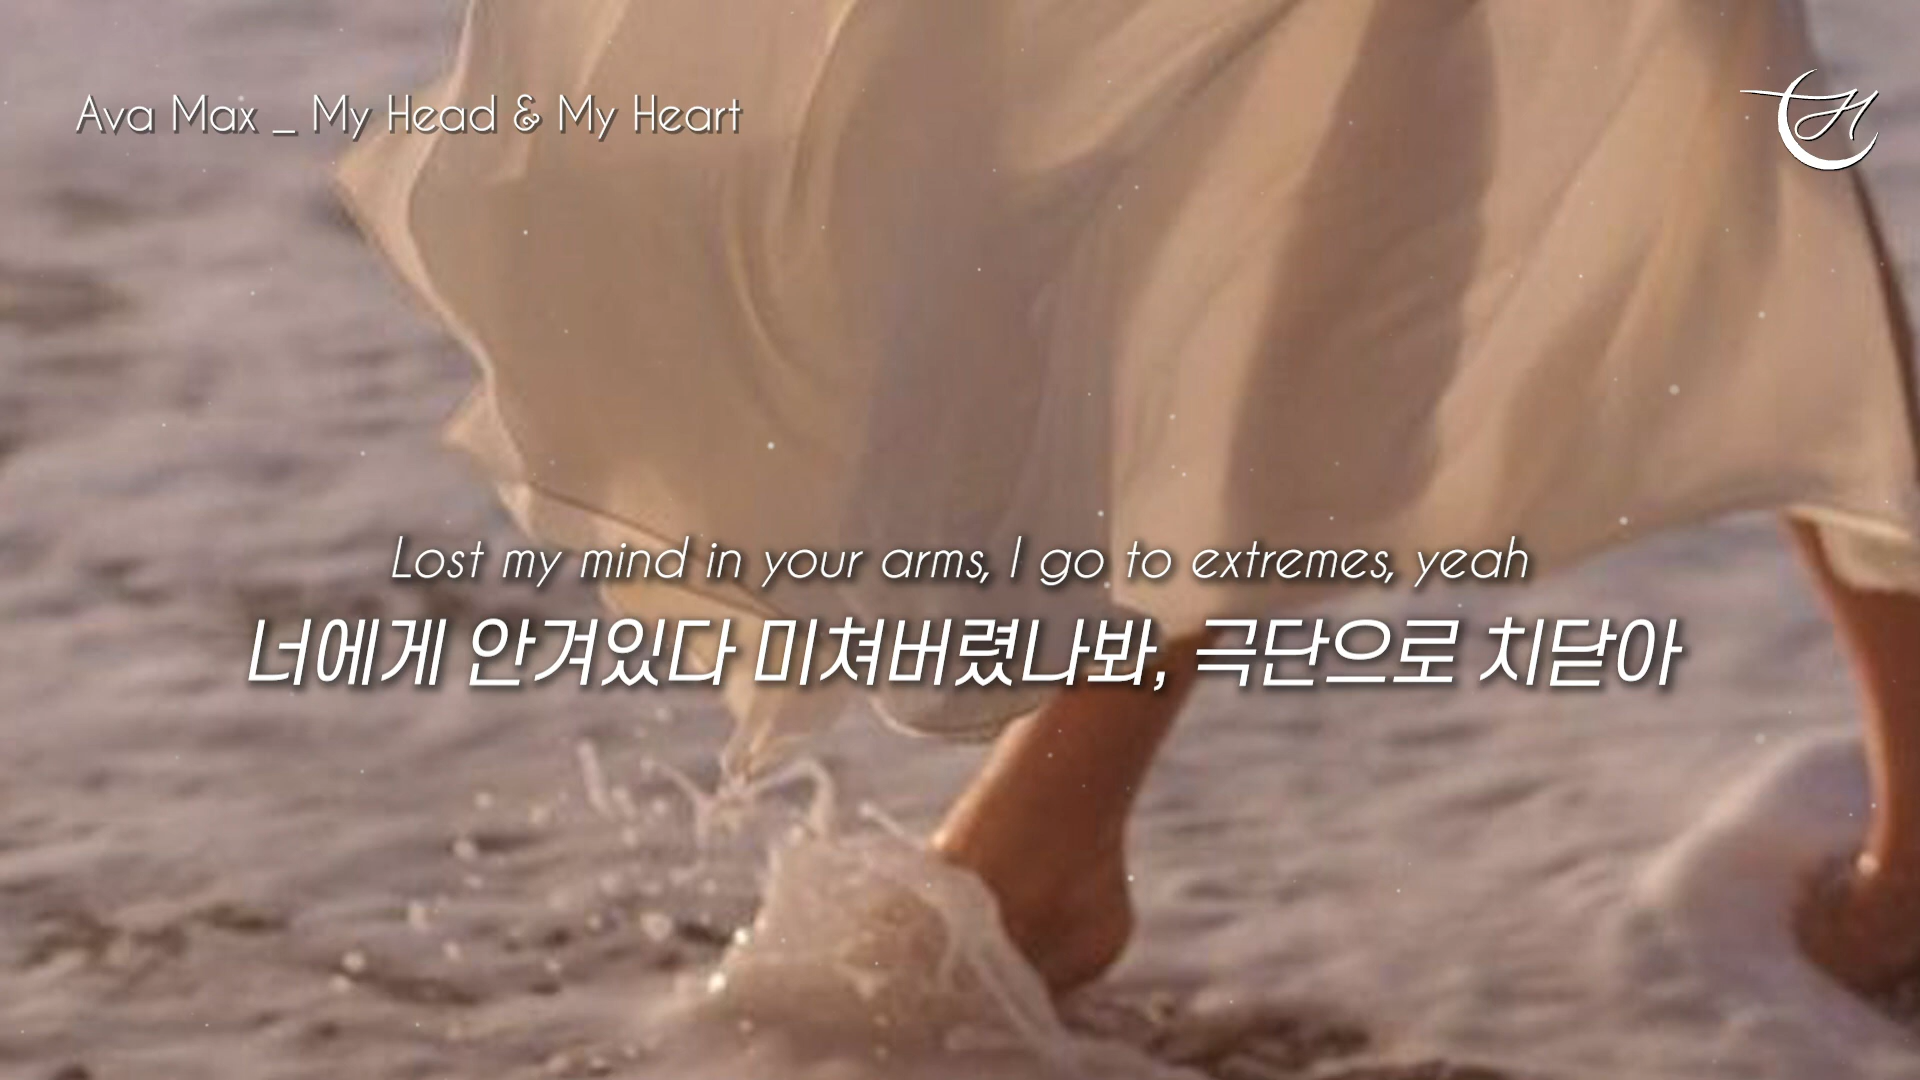 Ava Max _ My Head & My Heart
Lost my mind in your arms, I go to extremes, yeah
너에게 안겨있다 미쳐버렸나봐, 극단으로 치닫아